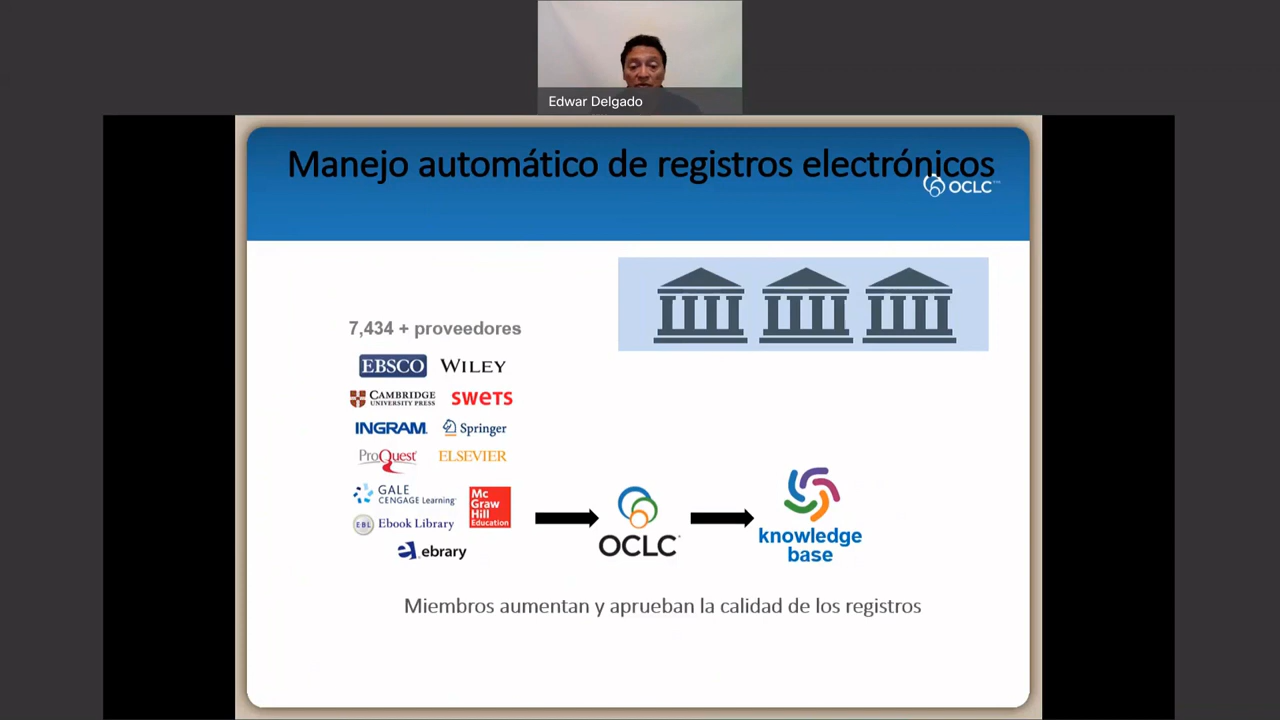 Edwar Delgado
Manejo automático de registros electrónicos
OCLC
7,434 + proveedores
EBSCO WILEY
CAMBRIDGE UNIVERSITY PRESS swets
INGRAM Springer
ProQuest ELSEVIER
GALE CENGAGE Learning
Mc Graw Hill Education
EBL Ebook Library
ebrary
OCLC
knowledge
base
Miembros aumentan y aprueban la calidad de los registros